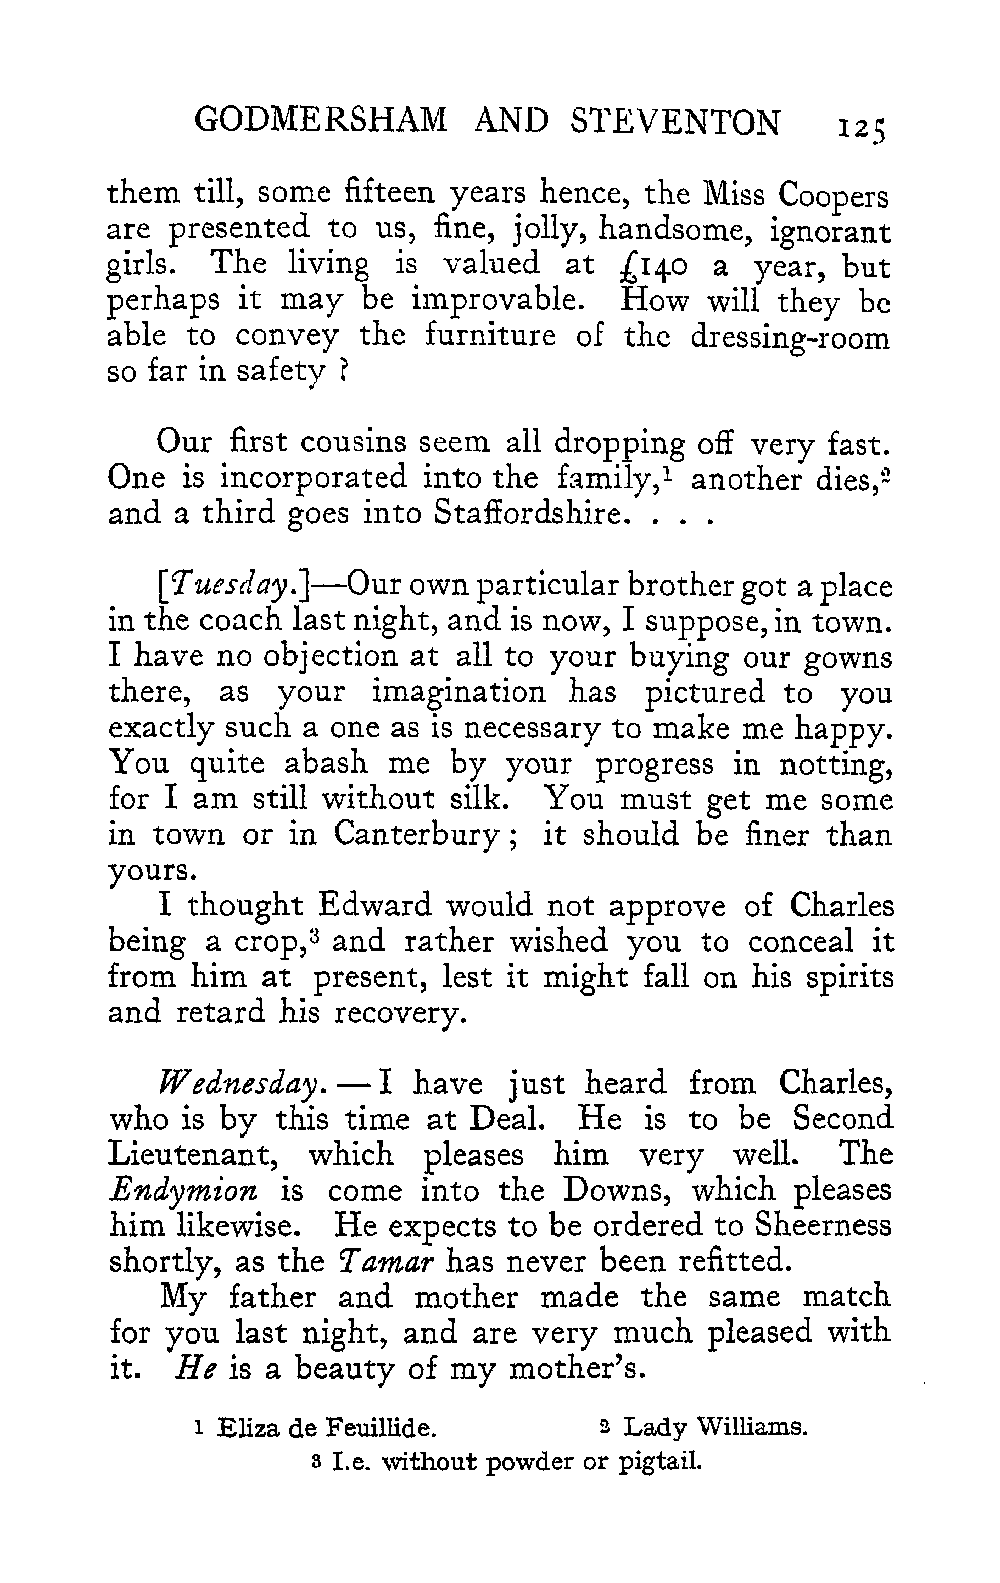 GODMERSHAM AND STEVENTON 125
them till, some fifteen years hence, the Miss Coopers
are presented to us, fine, jolly, handsome, ignorant
girls. The living is valued at £140 a year, but
perhaps it may be improvable. How will they be
able to convey the furniture of the dressing-room
so far in safety ?
Our first cousins seem all dropping off very fast.
One is incorporated into the family,¹ another dies,²
and a third goes into Staffordshire. . . .
[Tuesday.]—Our own particular brother got a place
in the coach last night, and is now, I suppose, in town.
I have no objection at all to your buying our gowns
there, as your imagination has pictured to you
exactly such a one as is necessary to make me happy.
You quite abash me by your progress in notting,
for I am still without silk. You must get me some
in town or in Canterbury ; it should be finer than
yours.
I thought Edward would not approve of Charles
being a crop,³ and rather wished you to conceal it
from him at present, lest it might fall on his spirits
and retard his recovery.
Wednesday. — I have just heard from Charles,
who is by this time at Deal. He is to be Second
Lieutenant, which pleases him very well. The
Endymion is come into the Downs, which pleases
him likewise. He expects to be ordered to Sheerness
shortly, as the Tamar has never been refitted.
My father and mother made the same match
for you last night, and are very much pleased with
it. He is a beauty of my mother's.
¹ Eliza de Feuillide. ² Lady Williams.
³ I.e. without powder or pigtail.